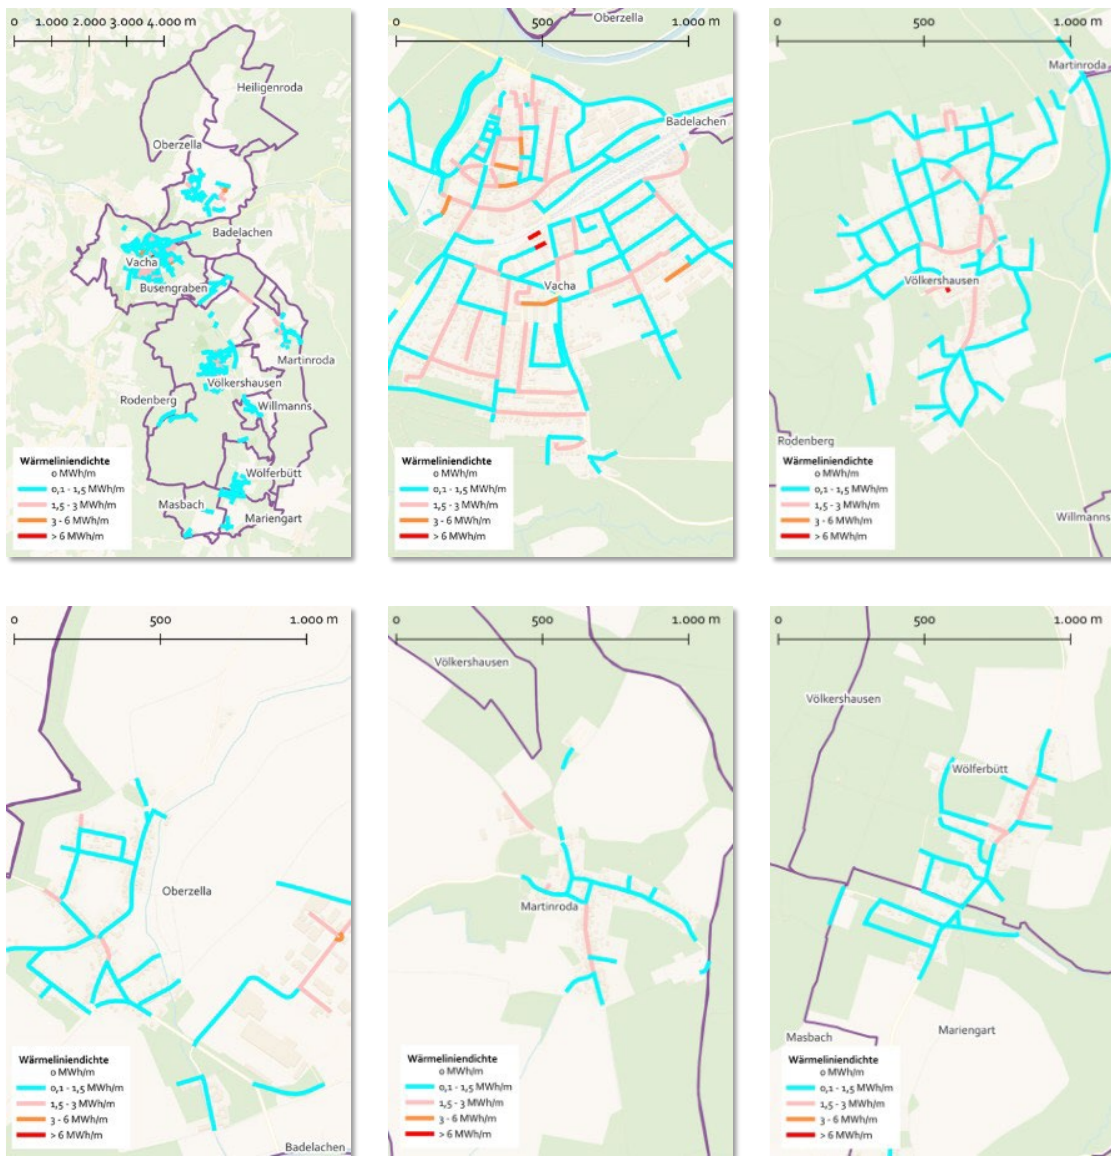 0 1.000 2.000 3.000 4.000 m
Heiligenroda
Oberzella
Badelachen
Vacha
Busengraben
Martinroda
Völkershausen
Rodenberg
Willmanns
Wölferbütt
Masbach
Mariengart
Wärmeliniendichte
0 MWh/m
0,1 - 1,5 MWh/m
1,5 - 3 MWh/m
3 - 6 MWh/m
> 6 MWh/m
0 500 1.000 m
Oberzella
Badelachen
Vacha
Wärmeliniendichte
0 MWh/m
0,1 - 1,5 MWh/m
1,5 - 3 MWh/m
3 - 6 MWh/m
> 6 MWh/m
0 500 1.000 m
Martinroda
Völkershausen
Rodenberg
Willmanns
Wärmeliniendichte
0 MWh/m
0,1 - 1,5 MWh/m
1,5 - 3 MWh/m
3 - 6 MWh/m
> 6 MWh/m
0 500 1.000 m
Oberzella
Badelachen
Wärmeliniendichte
0 MWh/m
0,1 - 1,5 MWh/m
1,5 - 3 MWh/m
3 - 6 MWh/m
> 6 MWh/m
0 500 1.000 m
Völkershausen
Martinroda
Wärmeliniendichte
0 MWh/m
0,1 - 1,5 MWh/m
1,5 - 3 MWh/m
3 - 6 MWh/m
> 6 MWh/m
0 500 1.000 m
Völkershausen
Wölferbütt
Mariengart
Masbach
Wärmeliniendichte
0 MWh/m
0,1 - 1,5 MWh/m
1,5 - 3 MWh/m
3 - 6 MWh/m
> 6 MWh/m